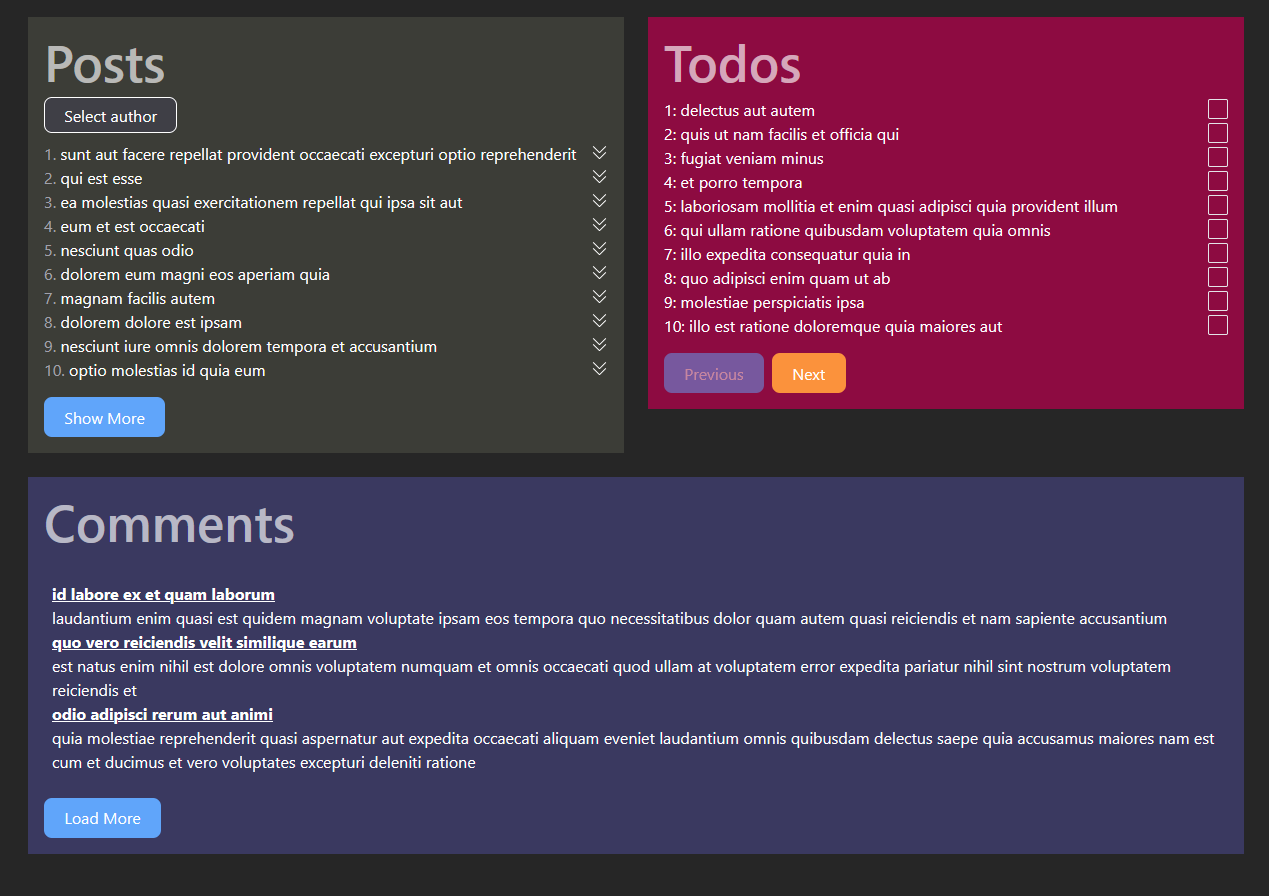 Posts
Select author
1. sunt aut facere repellat provident occaecati excepturi optio reprehenderit
2. qui est esse
3. ea molestias quasi exercitationem repellat qui ipsa sit aut
4. eum et est occaecati
5. nesciunt quas odio
6. dolorem eum magni eos aperiam quia
7. magnam facilis autem
8. dolorem dolore est ipsam
9. nesciunt iure omnis dolorem tempora et accusantium
10. optio molestias id quia eum
Show More
Todos
1: delectus aut autem
2: quis ut nam facilis et officia qui
3: fugiat veniam minus
4: et porro tempora
5: laboriosam mollitia et enim quasi adipisci quia provident illum
6: qui ullam ratione quibusdam voluptatem quia omnis
7: illo expedita consequatur quia in
8: quo adipisci enim quam ut ab
9: molestiae perspiciatis ipsa
10: illo est ratione doloremque quia maiores aut
Previous
Next
Comments
id labore ex et quam laborum
laudantium enim quasi est quidem magnam voluptate ipsam eos tempora quo necessitatibus dolor quam autem quasi reiciendis et nam sapiente accusantium
quo vero reiciendis velit similique earum
est natus enim nihil est dolore omnis voluptatem numquam et omnis occaecati quod ullam at voluptatem error expedita pariatur nihil sint nostrum voluptatem
reiciendis et
odio adipisci rerum aut animi
quia molestiae reprehenderit quasi aspernatur aut expedita occaecati aliquam eveniet laudantium omnis quibusdam delectus saepe quia accusamus maiores nam est
cum et ducimus et vero voluptates excepturi deleniti ratione
Load More